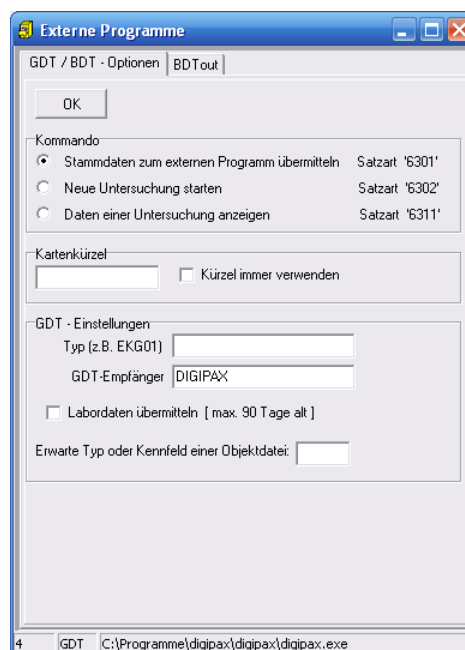 Externe Programme
GDT / BDT - Optionen BDTout
OK
Kommando
Stammdaten zum externen Programm übermitteln Satzart '6301'
Neue Untersuchung starten Satzart '6302'
Daten einer Untersuchung anzeigen Satzart '6311'
Kartenkürzel
Kürzel immer verwenden
GDT - Einstellungen
Typ (z.B. EKG01)
GDT-Empfänger DIGIPAX
Labordaten übermitteln [ max. 90 Tage alt ]
Erwarte Typ oder Kennfeld einer Objektdatei:
4 GDT C:\Programme\digipax\digipax\digipax.exe